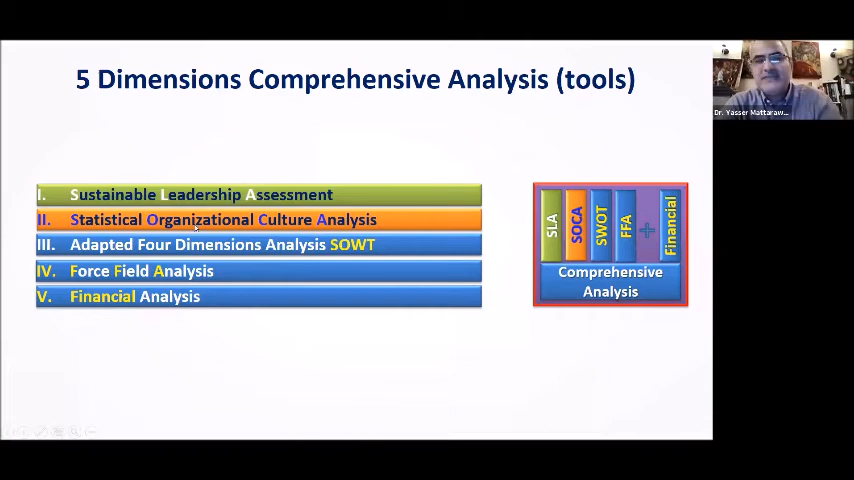 5 Dimensions Comprehensive Analysis (tools)
Dr. Yasser Mattaraw...
I. Sustainable Leadership Assessment
II. Statistical Organizational Culture Analysis
III. Adapted Four Dimensions Analysis SOWT
IV. Force Field Analysis
V. Financial Analysis
SLA
SOCA
SWOT
FFA
+
Financial
Comprehensive
Analysis